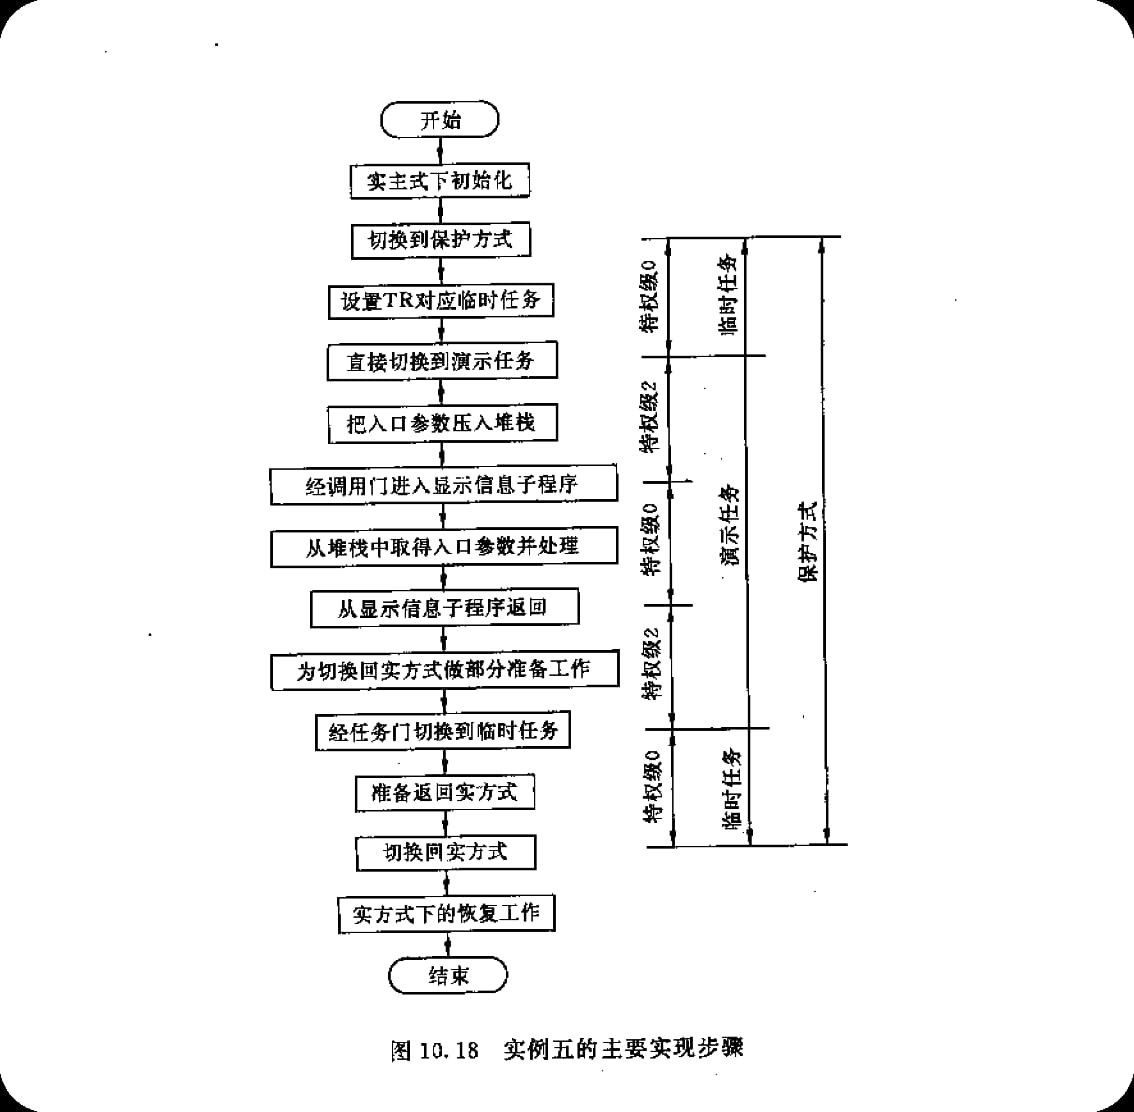 开始
实主式下初始化
切换到保护方式
设置TR对应临时任务
直接切换到演示任务
把入口参数压入堆栈
经调用门进入显示信息子程序
从堆栈中取得入口参数并处理
从显示信息子程序返回
为切换回实方式做部分准备工作
经任务门切换到临时任务
准备返回实方式
切换回实方式
实方式下的恢复工作
结束
特权级0
特权级2
特权级0
特权级2
特权级0
临时任务
演示任务
临时任务
保护方式
图 10.18 实例五的主要实现步骤